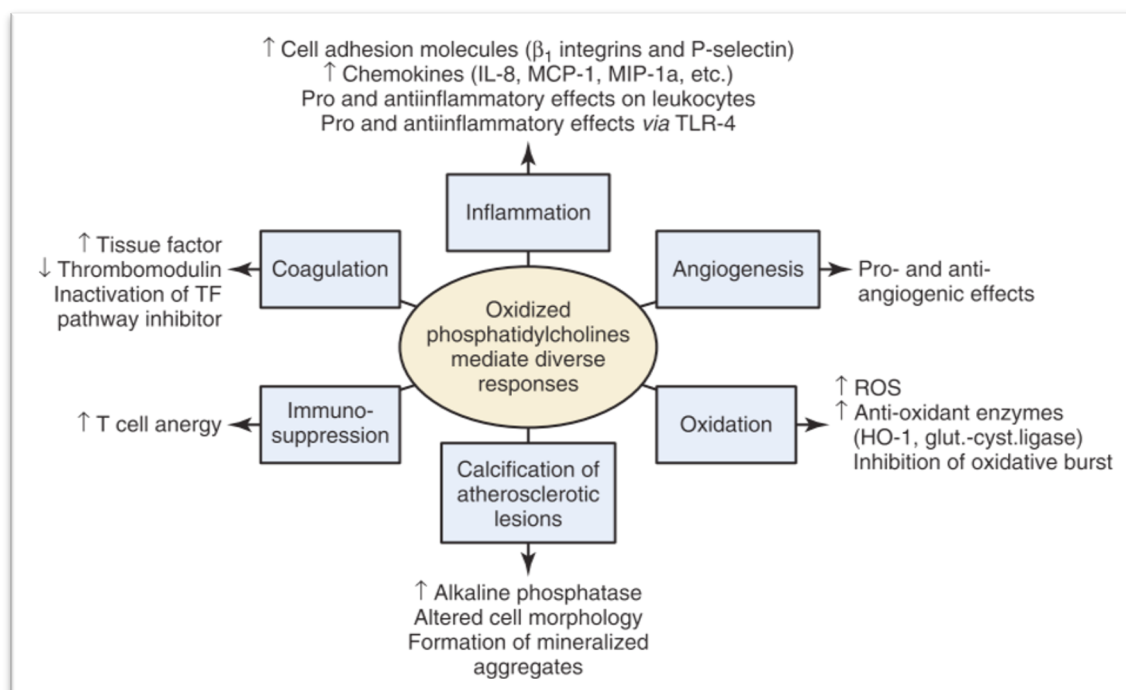 ↑ Cell adhesion molecules (β₁ integrins and P-selectin)
↑ Chemokines (IL-8, MCP-1, MIP-1a, etc.)
Pro and antiinflammatory effects on leukocytes
Pro and antiinflammatory effects via TLR-4
Inflammation
↑ Tissue factor
↓ Thrombomodulin
Inactivation of TF
pathway inhibitor
Coagulation
Angiogenesis
Pro- and anti-
angiogenic effects
Oxidized
phosphatidylcholines
mediate diverse
responses
↑ T cell anergy
Immuno-
suppression
Oxidation
↑ ROS
↑ Anti-oxidant enzymes
(HO-1, glut.-cyst.ligase)
Inhibition of oxidative burst
Calcification of
atherosclerotic
lesions
↑ Alkaline phosphatase
Altered cell morphology
Formation of mineralized
aggregates